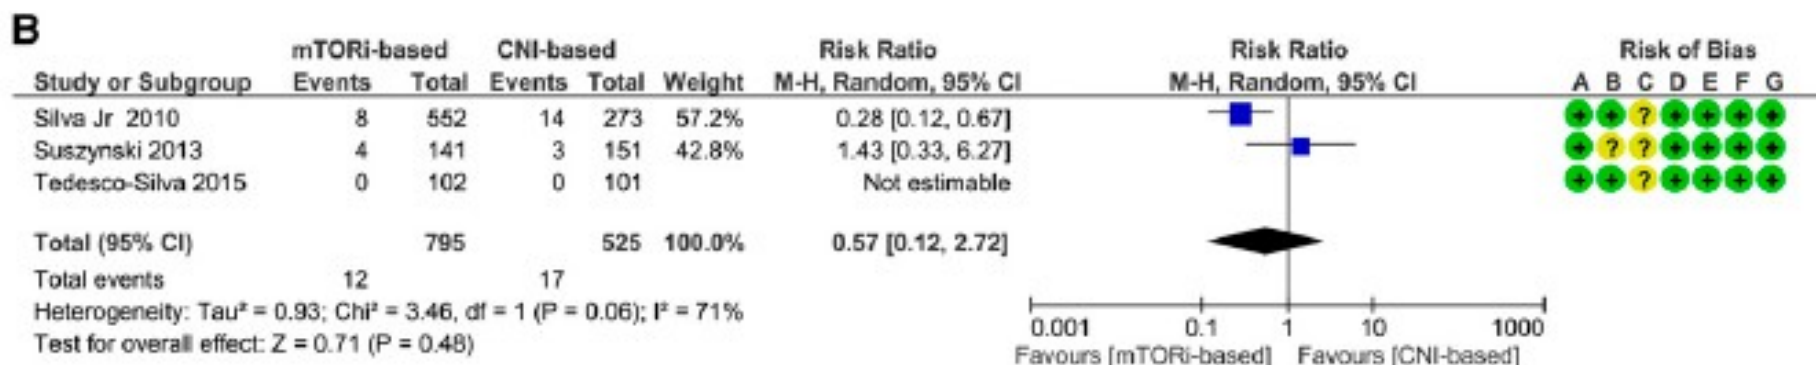 B
mTORi-based CNI-based Risk Ratio Risk Ratio Risk of Bias
Study or Subgroup Events Total Events Total Weight M-H, Random, 95% CI M-H, Random, 95% CI A B C D E F G
Silva Jr 2010 8 552 14 273 57.2% 0.28 [0.12, 0.67] + + ? + + + +
Suszynski 2013 4 141 3 151 42.8% 1.43 [0.33, 6.27] + ? ? + + + +
Tedesco-Silva 2015 0 102 0 101 Not estimable + + ? + + + +
Total (95% CI) 795 525 100.0% 0.57 [0.12, 2.72]
Total events 12 17
Heterogeneity: Tau² = 0.93; Chi² = 3.46, df = 1 (P = 0.06); I² = 71%
Test for overall effect: Z = 0.71 (P = 0.48)
0.001 0.1 1 10 1000
Favours [mTORi-based] Favours [CNI-based]